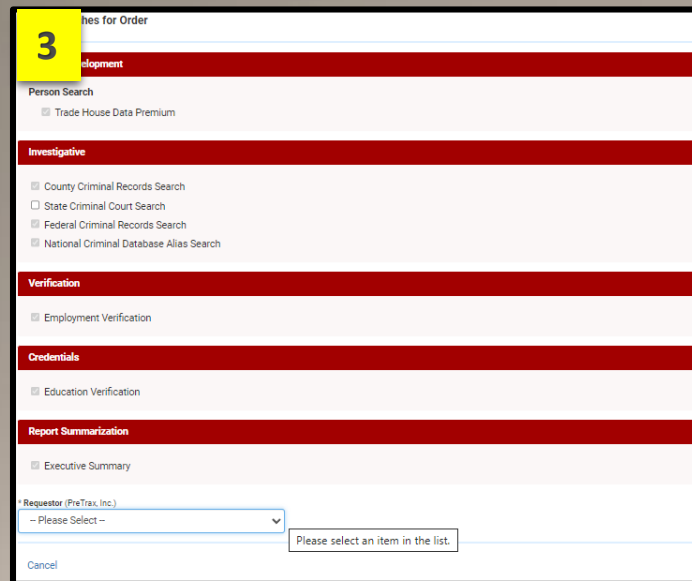 3
hes for Order
elopment
Person Search
Trade House Data Premium
Investigative
County Criminal Records Search
State Criminal Court Search
Federal Criminal Records Search
National Criminal Database Alias Search
Verification
Employment Verification
Credentials
Education Verification
Report Summarization
Executive Summary
* Requestor (PreTrax, Inc.)
-- Please Select --
Please select an item in the list.
Cancel